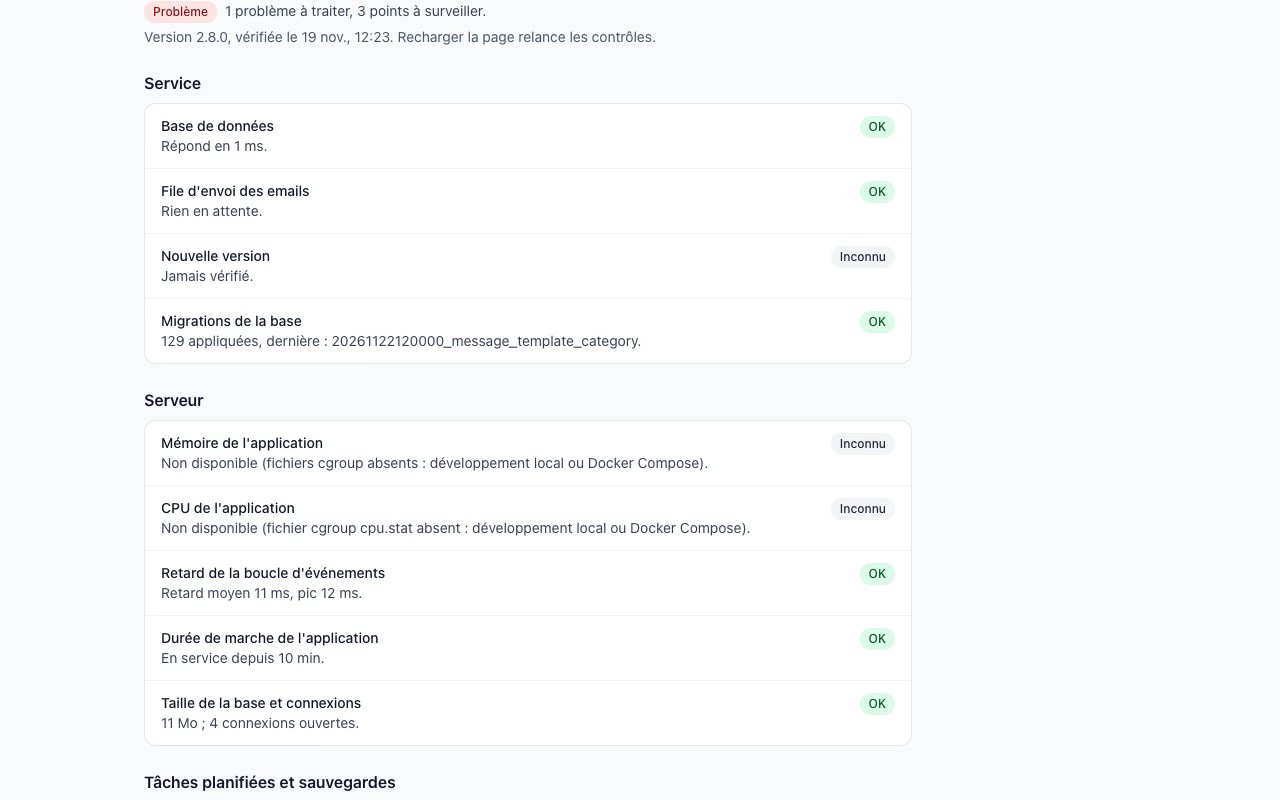 Problème 1 problème à traiter, 3 points à surveiller.
Version 2.8.0, vérifiée le 19 nov., 12:23. Recharger la page relance les contrôles.
Service
Base de données OK
Répond en 1 ms.
File d'envoi des emails OK
Rien en attente.
Nouvelle version Inconnu
Jamais vérifié.
Migrations de la base OK
129 appliquées, dernière : 20261122120000_message_template_category.
Serveur
Mémoire de l'application Inconnu
Non disponible (fichiers cgroup absents : développement local ou Docker Compose).
CPU de l'application Inconnu
Non disponible (fichier cgroup cpu.stat absent : développement local ou Docker Compose).
Retard de la boucle d'événements OK
Retard moyen 11 ms, pic 12 ms.
Durée de marche de l'application OK
En service depuis 10 min.
Taille de la base et connexions OK
11 Mo ; 4 connexions ouvertes.
Tâches planifiées et sauvegardes